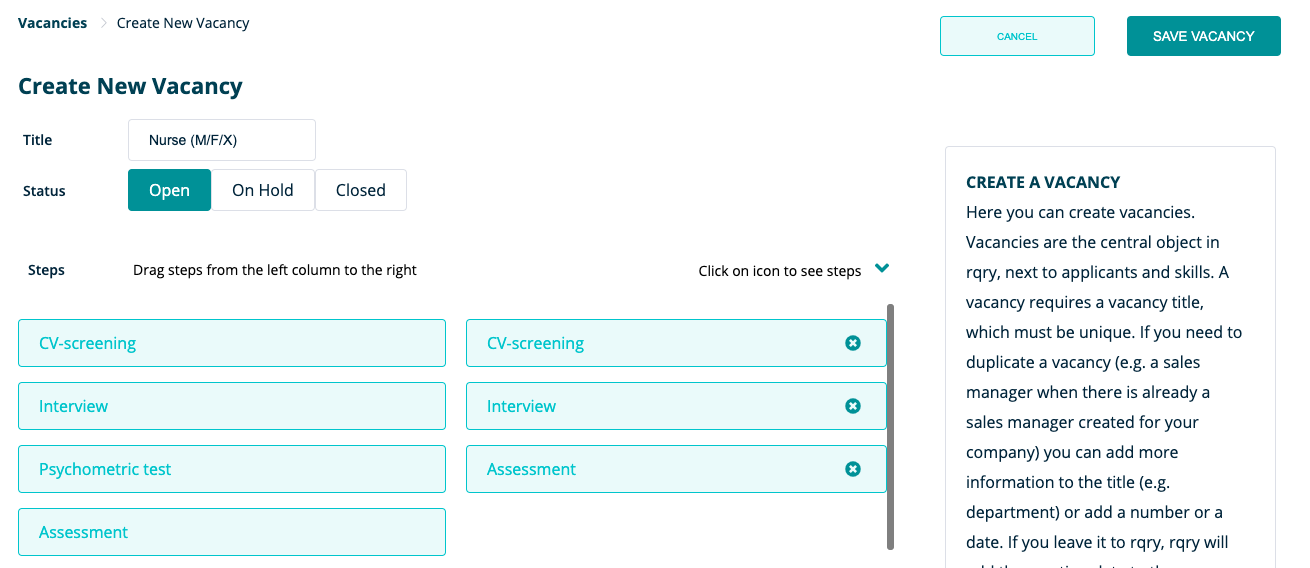 Vacancies > Create New Vacancy
CANCEL
SAVE VACANCY
Create New Vacancy
Title
Nurse (M/F/X)
Status
Open
On Hold
Closed
Steps
Drag steps from the left column to the right
Click on icon to see steps
CV-screening
Interview
Psychometric test
Assessment
CV-screening
Interview
Assessment
CREATE A VACANCY
Here you can create vacancies.
Vacancies are the central object in
rqry, next to applicants and skills. A
vacancy requires a vacancy title,
which must be unique. If you need to
duplicate a vacancy (e.g. a sales
manager when there is already a
sales manager created for your
company) you can add more
information to the title (e.g.
department) or add a number or a
date. If you leave it to rqry, rqry will